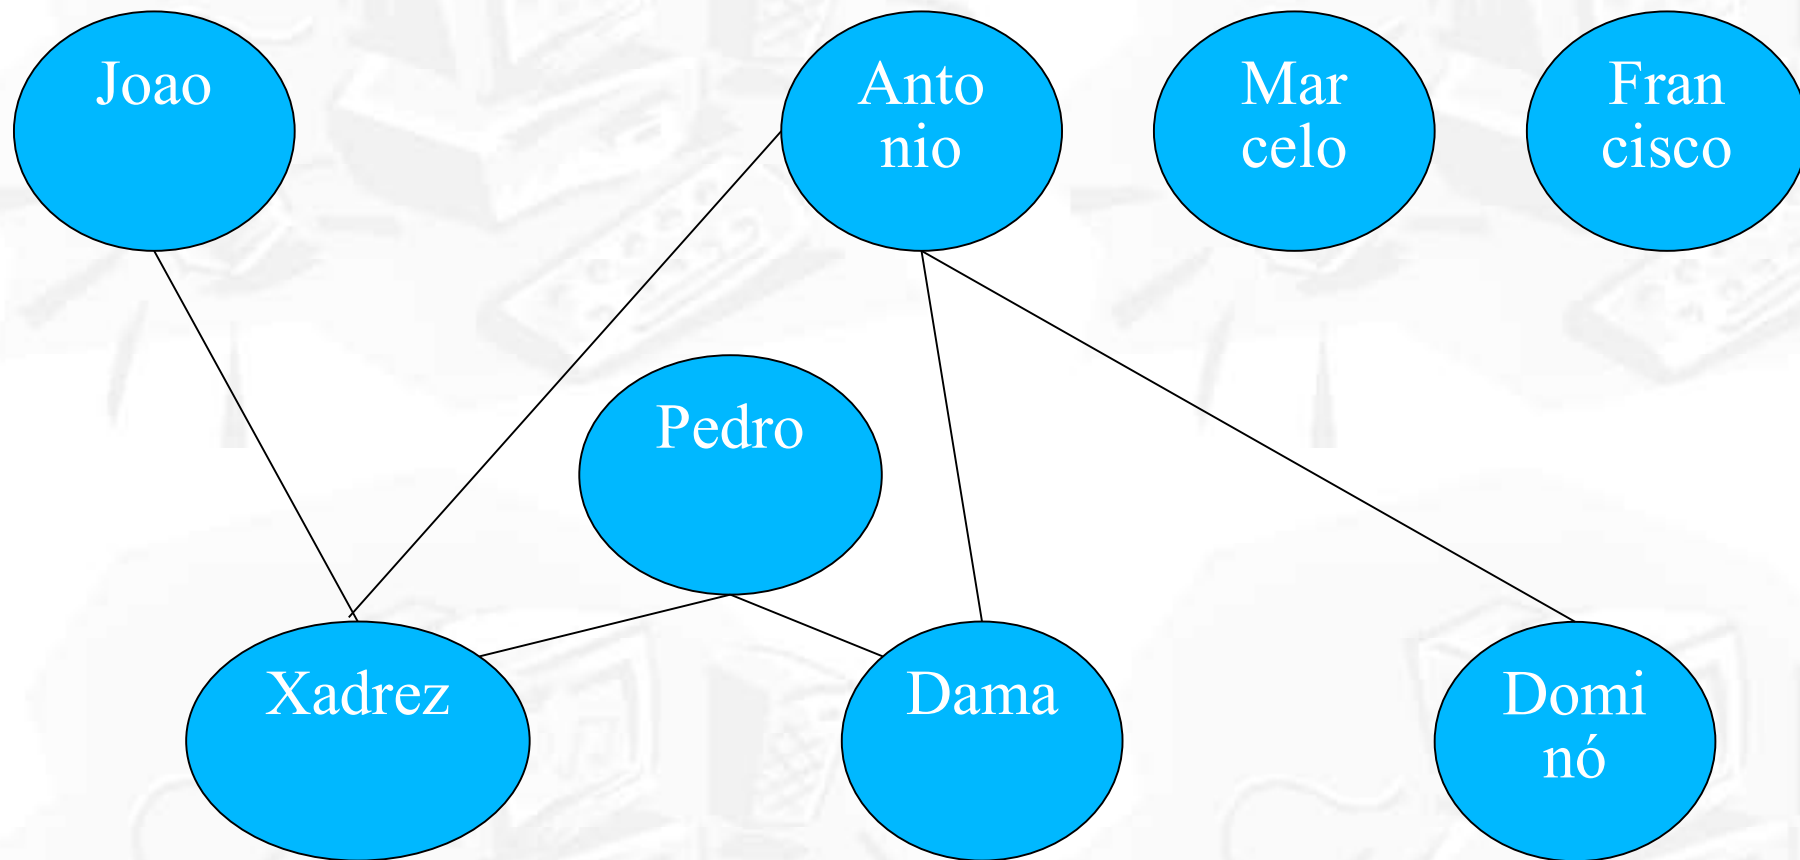 Joao
Anto
nio
Mar
celo
Fran
cisco
Pedro
Xadrez
Dama
Domi
nó